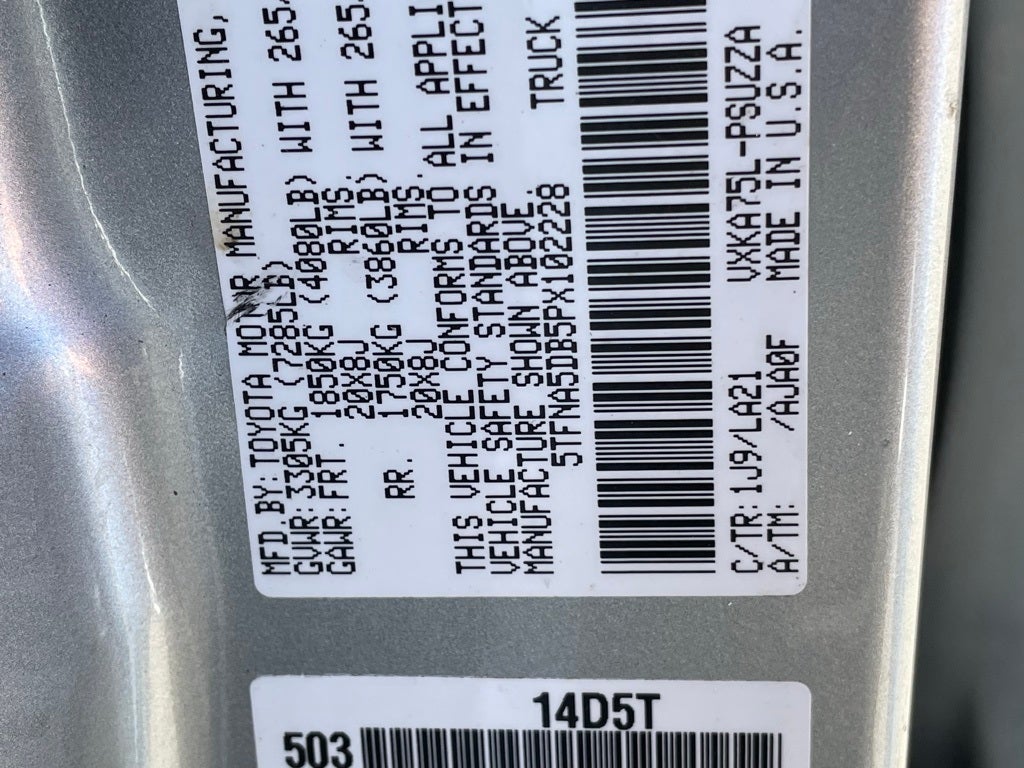 MFD.BY:TOYOTA MOTOR MANUFACTURING,
GVWR:3305KG (7285LB)
GAWR:FRT. 1850KG (4080LB) WITH 265
20X8J RIMS.
RR. 1750KG (3860LB) WITH 265
20X8J RIMS.
THIS VEHICLE CONFORMS TO ALL APPLI
VEHICLE SAFETY STANDARDS IN EFFECT
MANUFACTURE SHOWN ABOVE.
5TFNA5DB5PX102228 TRUCK
C/TR:1J9/LA21 VXKA75L-PSUZZA
A/TM: /AJA0F MADE IN U.S.A.
14D5T
503